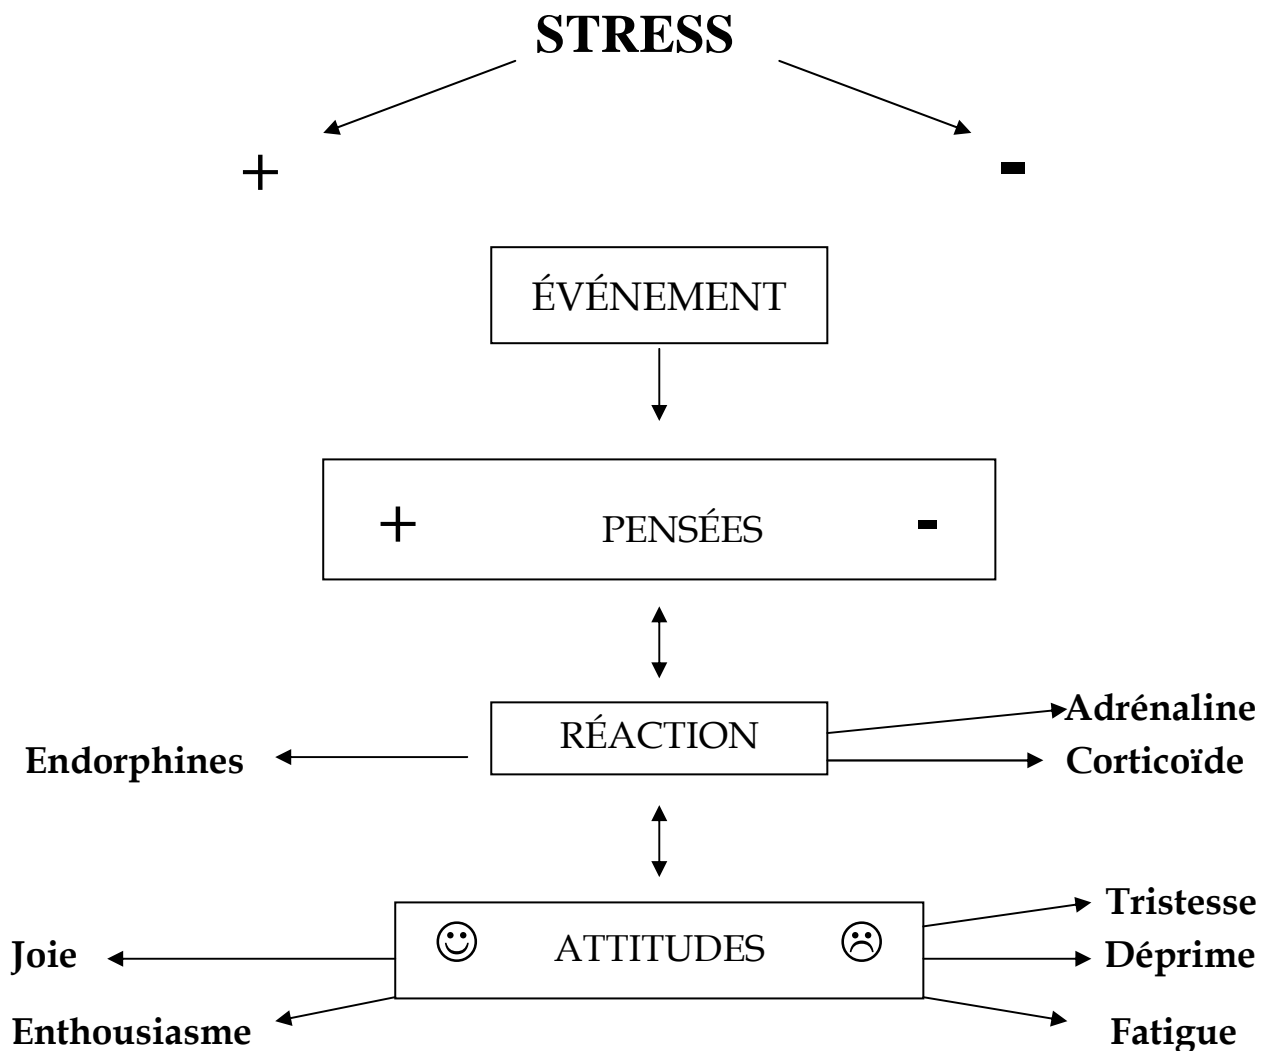 STRESS
+ -
ÉVÉNEMENT
+ PENSÉES -
RÉACTION
Adrénaline
Endorphines
Corticoïde
ATTITUDES
Tristesse
Joie
Déprime
Enthousiasme
Fatigue